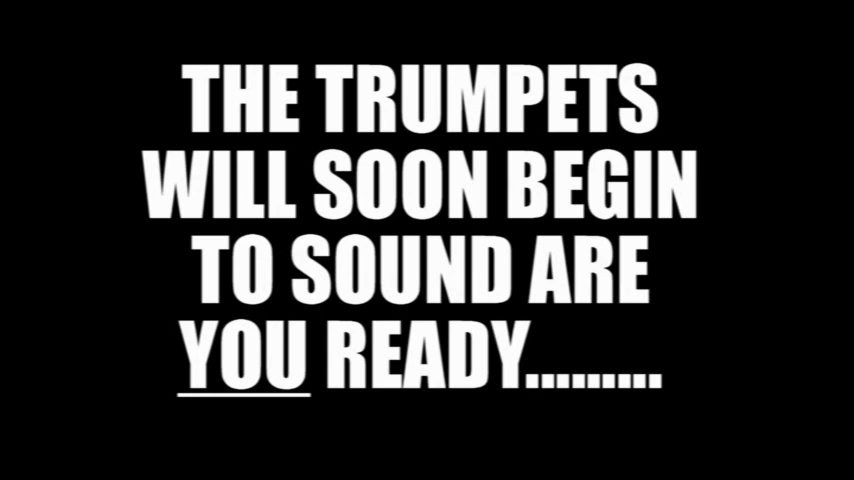 THE TRUMPETS
WILL SOON BEGIN
TO SOUND ARE
YOU READY.........